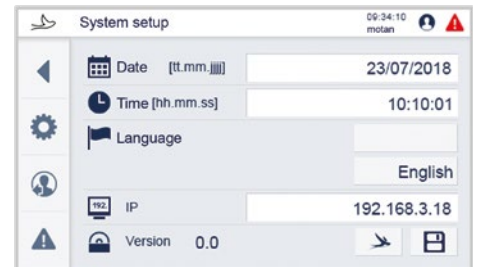 System setup
09:34:10
motan
Date [tt.mm.jjjj]
23/07/2018
Time [hh.mm.ss]
10:10:01
Language
English
192.
IP
192.168.3.18
Version 0.0